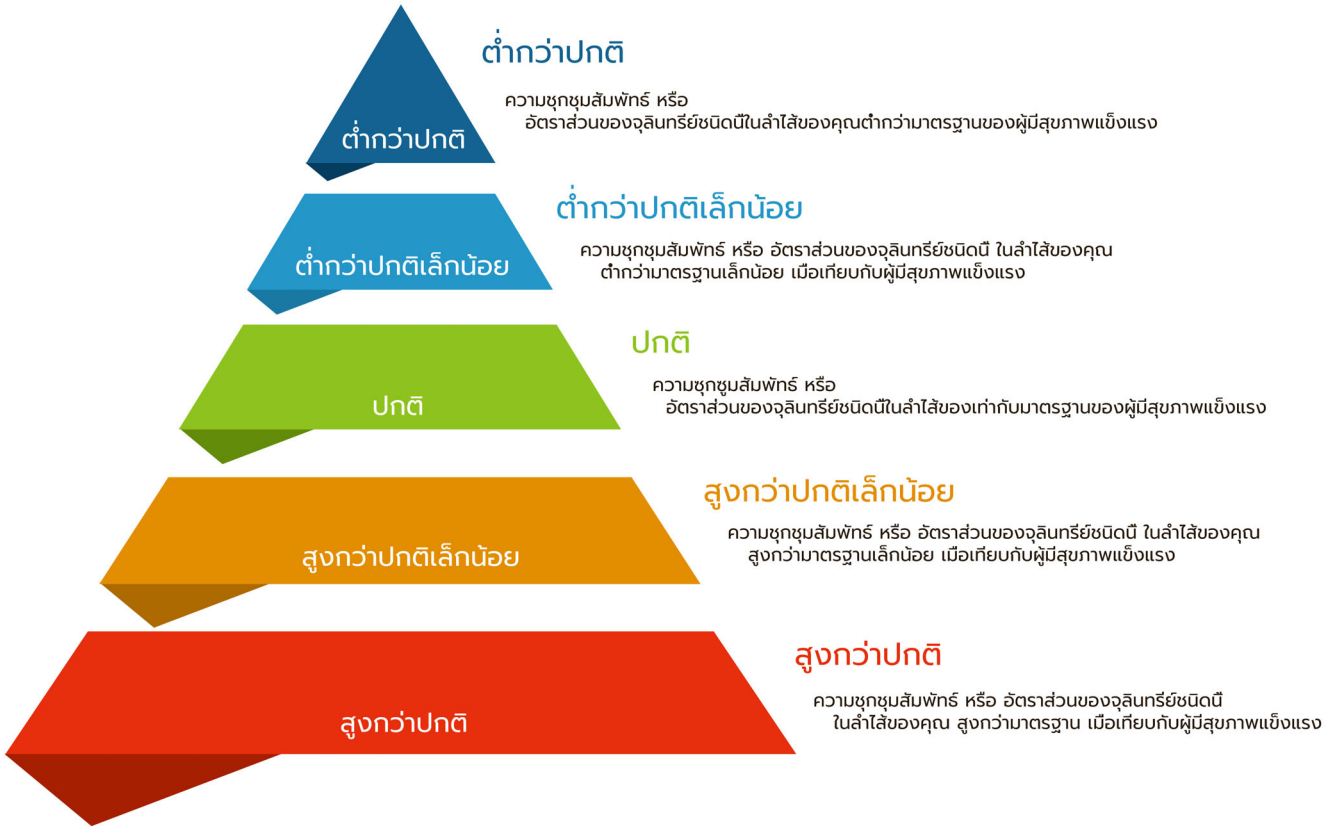 ต่ำกว่าปกติ
ความชุกชุมสัมพัทธ์ หรือ
อัตราส่วนของจุลินทรีย์ชนิดนี้ในลำไส้ของคุณต่ำกว่ามาตรฐานของผู้มีสุขภาพแข็งแรง
ต่ำกว่าปกติ
ต่ำกว่าปกติเล็กน้อย
ความชุกชุมสัมพัทธ์ หรือ อัตราส่วนของจุลินทรีย์ชนิดนี้ ในลำไส้ของคุณ
ต่ำกว่ามาตรฐานเล็กน้อย เมื่อเทียบกับผู้มีสุขภาพแข็งแรง
ต่ำกว่าปกติเล็กน้อย
ปกติ
ความซุกซูมสัมพัทธ์ หรือ
อัตราส่วนของจุลินทรีย์ชนิดนี้ในลำไส้ของเท่ากับมาตรฐานของผู้มีสุขภาพแข็งแรง
ปกติ
สูงกว่าปกติเล็กน้อย
ความชุกชุมสัมพัทธ์ หรือ อัตราส่วนของจุลินทรีย์ชนิดนี้ ในลำไส้ของคุณ
สูงกว่ามาตรฐานเล็กน้อย เมื่อเทียบกับผู้มีสุขภาพแข็งแรง
สูงกว่าปกติเล็กน้อย
สูงกว่าปกติ
ความชุกชุมสัมพัทธ์ หรือ อัตราส่วนของจุลินทรีย์ชนิดนี้
ในลำไส้ของคุณ สูงกว่ามาตรฐาน เมื่อเทียบกับผู้มีสุขภาพแข็งแรง
สูงกว่าปกติ